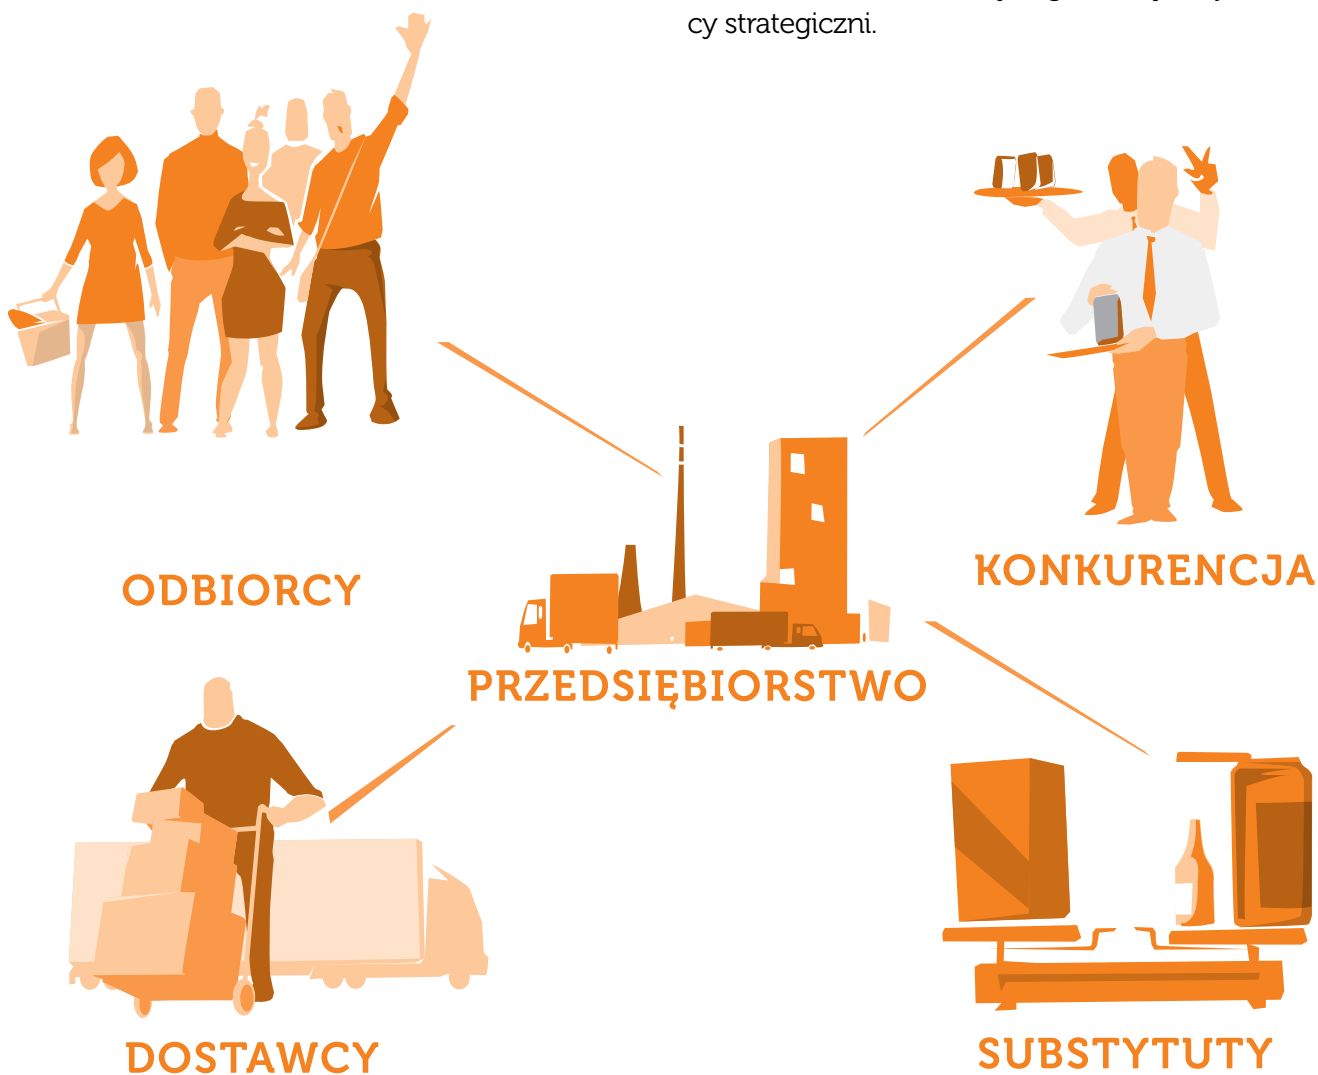 cy strategiczni.
ODBIORCY
KONKURENCJA
PRZEDSIĘBIORSTWO
DOSTAWCY
SUBSTYTUTY